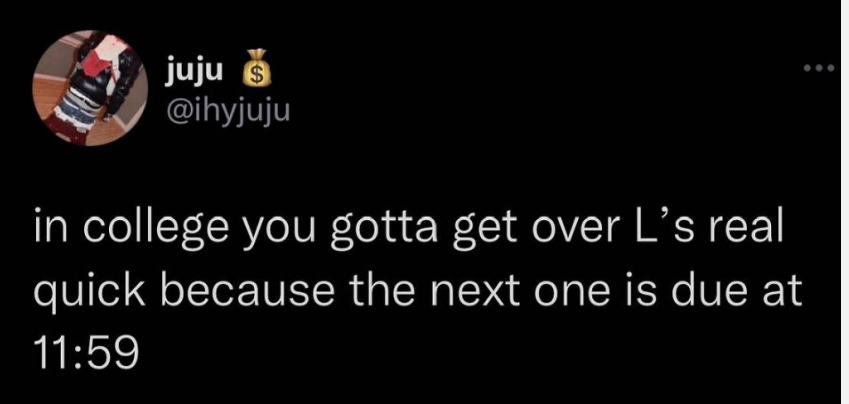 juju 💰
@ihyjuju
in college you gotta get over L’s real
quick because the next one is due at
11:59